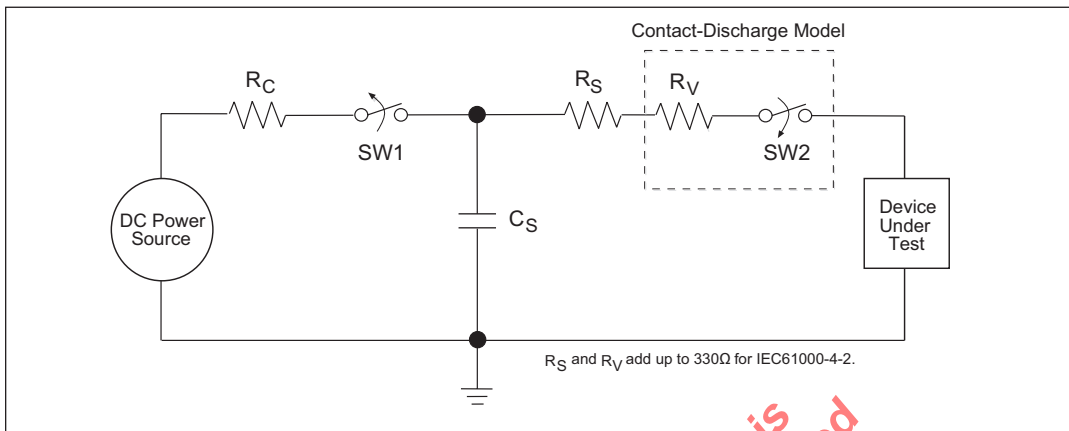 Contact-Discharge Model
RC
RS
RV
SW1
SW2
DC Power
Source
CS
Device
Under
Test
RS and RV add up to 330Ω for IEC61000-4-2.
is